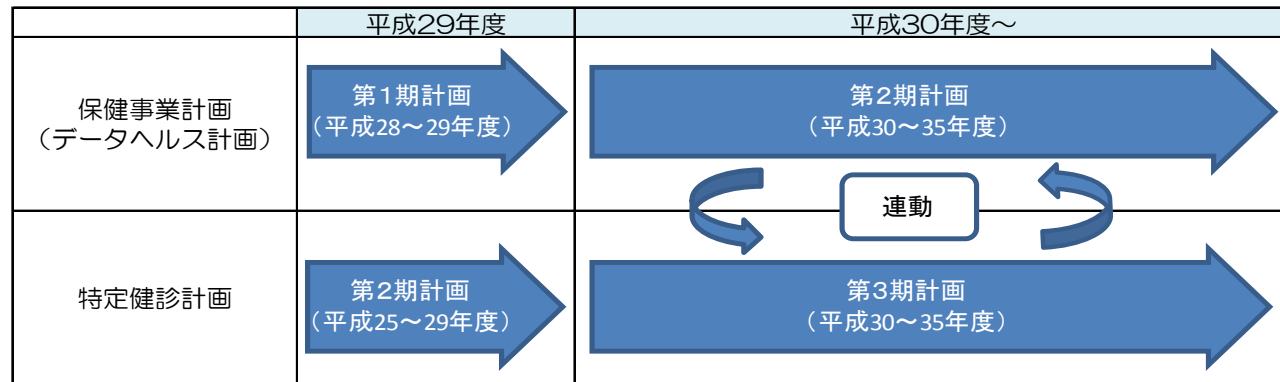 平成29年度
平成30年度~
保健事業計画
(データヘルス計画)
第1期計画
(平成28~29年度)
第2期計画
(平成30~35年度)
連動
特定健診計画
第2期計画
(平成25~29年度)
第3期計画
(平成30~35年度)